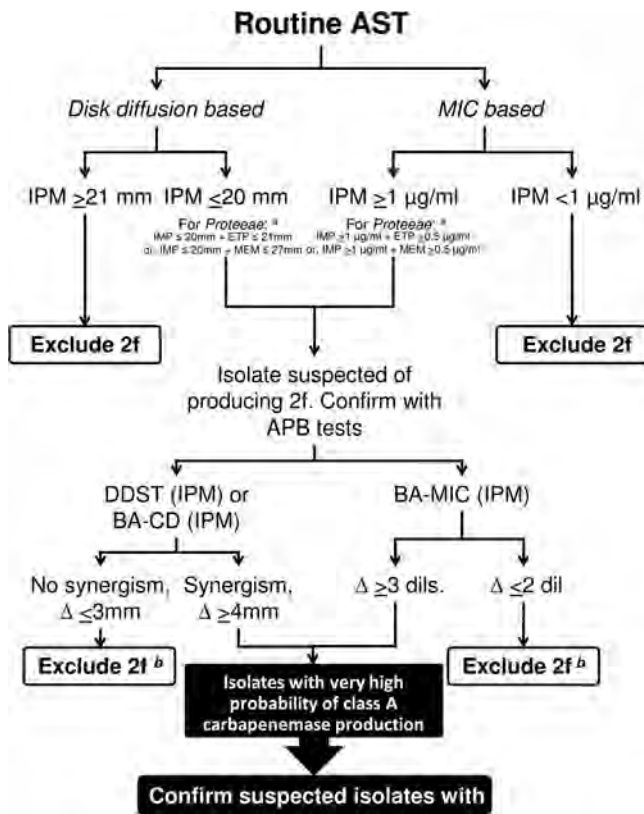 Routine AST
Disk diffusion based
MIC based
IPM ≥21 mm
IPM ≤20 mm
For Proteeae: a
IMP ≤ 20mm + ETP ≤ 21mm
or, IMP ≤ 20mm + MEM ≤ 27mm
IPM ≥1 µg/ml
For Proteeae: a
IMP ≥1 µg/ml + ETP ≥0.5 µg/ml
or, IMP ≥1 µg/ml + MEM ≥0.5 µg/ml
IPM <1 µg/ml
Exclude 2f
Exclude 2f
Isolate suspected of
producing 2f. Confirm with
APB tests
DDST (IPM) or
BA-CD (IPM)
BA-MIC (IPM)
No synergism,
Δ ≤3mm
Synergism,
Δ ≥4mm
Δ ≥3 dils.
Δ ≤2 dil
Exclude 2f b
Exclude 2f b
Isolates with very high
probability of class A
carbapenemase production
Confirm suspected isolates with